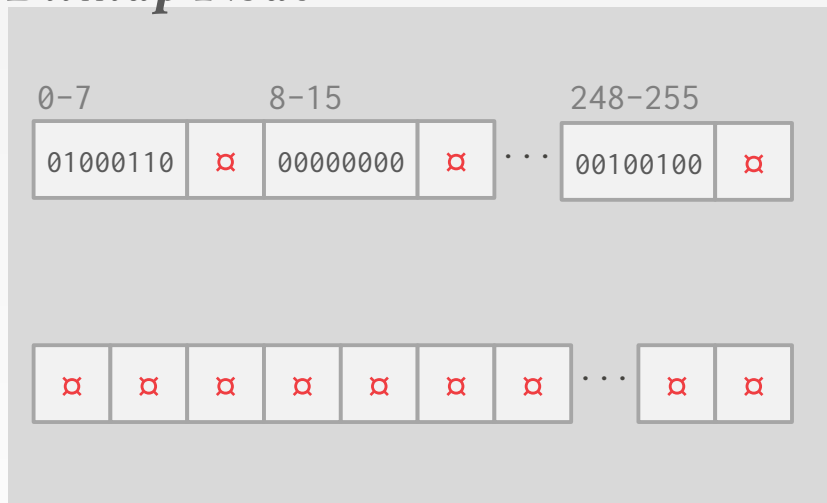 0-7 8-15 248-255
01000110 ¤ 00000000 ¤ ··· 00100100 ¤
¤ ¤ ¤ ¤ ¤ ¤ ¤ ··· ¤ ¤